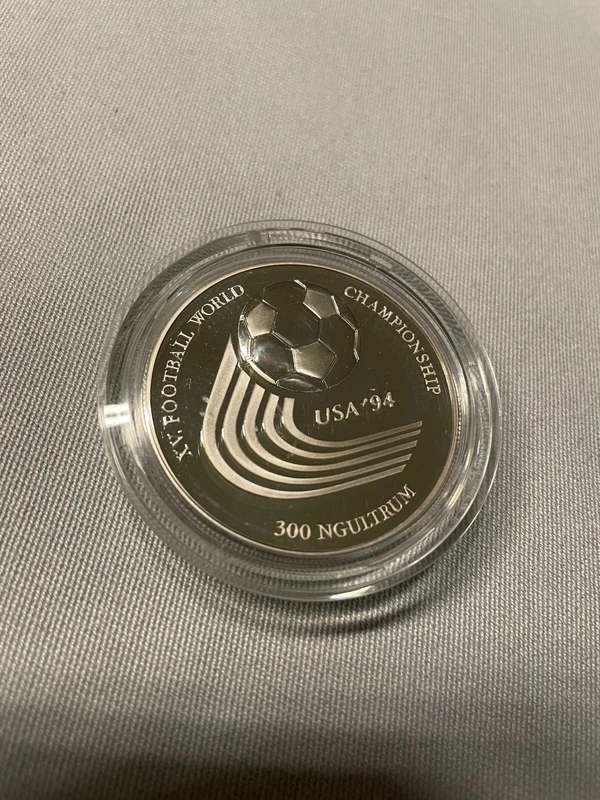 XV. FOOTBALL WORLD CHAMPIONSHIP
USA '94
300 NGULTRUM